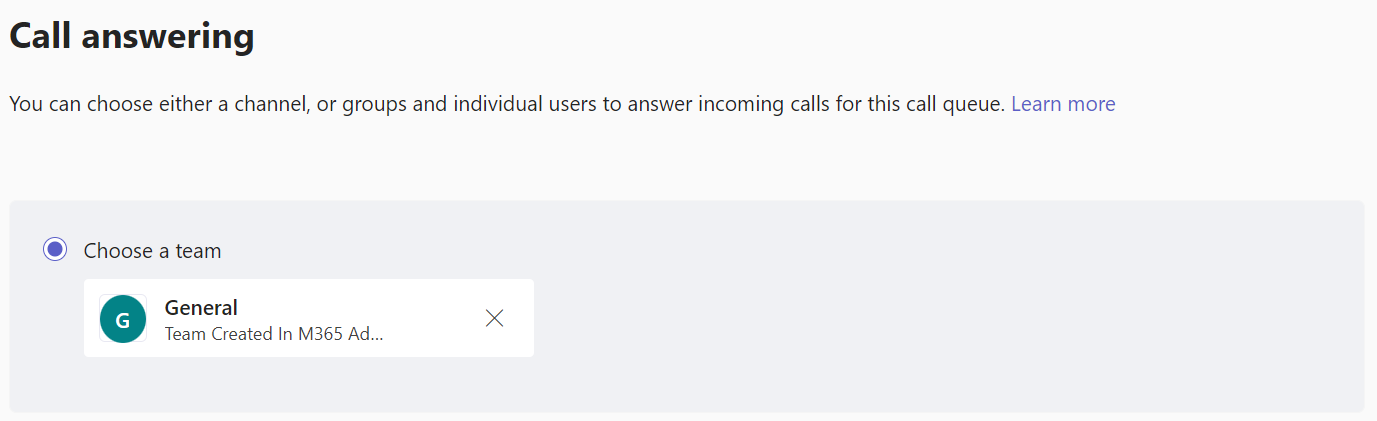 Call answering
You can choose either a channel, or groups and individual users to answer incoming calls for this call queue. Learn more
Choose a team
G
General
Team Created In M365 Ad...